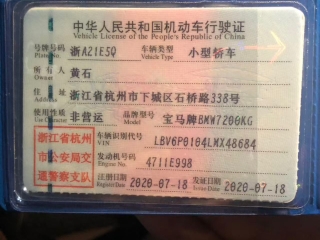 中华人民共和国机动车行驶证
Vehicle License of the People's Republic of China
号牌号码 浙A21E5Q 车辆类型 小型轿车
Plate No. Vehicle Type
所有人 黄石
Owner
住址 浙江省杭州市下城区石桥路338号
Address
使用性质 非营运 品牌型号 宝马牌BMW7200KG
Use Character Model
浙江省杭州市公安局交通警察支队
车辆识别代号 LBV6P0104LMX48684
VIN
发动机号码 4711E998
Engine No.
注册日期 2020-07-18 发证日期 2020-07-18
Register Date Issue Date